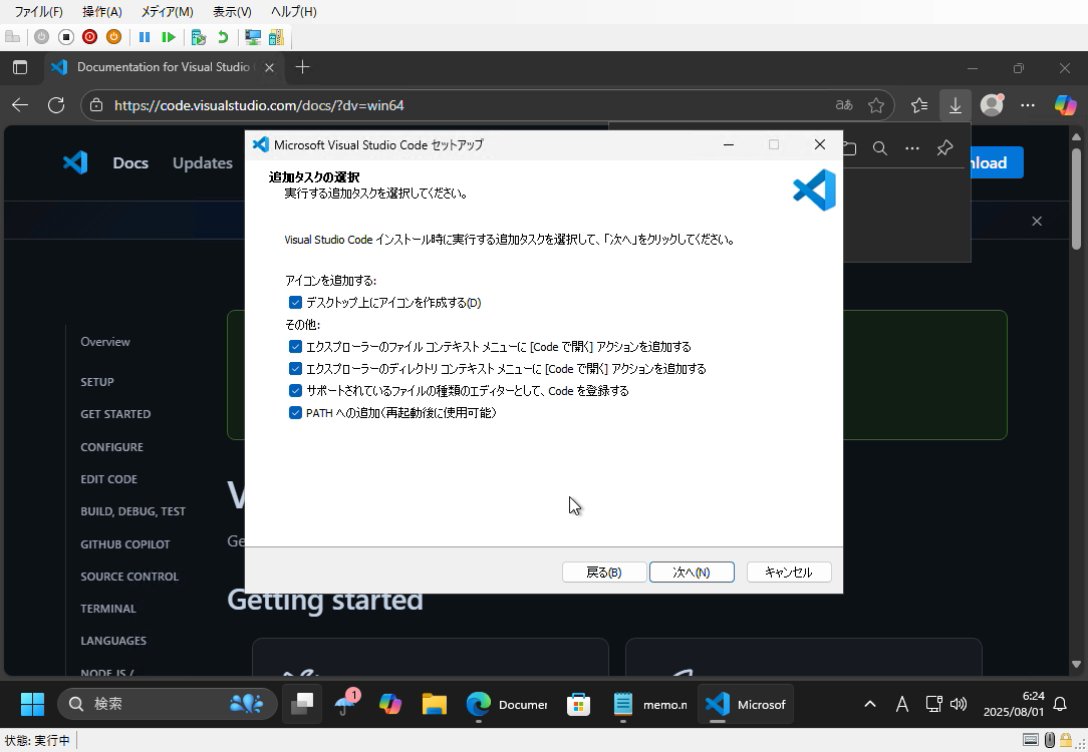 ファイル(F) 操作(A) メディア(M) 表示(V) ヘルプ(H)
Documentation for Visual Studio
https://code.visualstudio.com/docs/?dv=win64
あ
Docs Updates
nload
Microsoft Visual Studio Code セットアップ
追加タスクの選択
実行する追加タスクを選択してください。
Visual Studio Code インストール時に実行する追加タスクを選択して、「次へ」をクリックしてください。
アイコンを追加する:
デスクトップ上にアイコンを作成する(D)
その他:
エクスプローラーのファイル コンテキスト メニューに [Code で開く] アクションを追加する
エクスプローラーのディレクトリ コンテキスト メニューに [Code で開く] アクションを追加する
サポートされているファイルの種類のエディターとして、Code を登録する
PATH への追加（再起動後に使用可能）
戻る(B) 次へ(N) キャンセル
Overview
SETUP
GET STARTED
CONFIGURE
EDIT CODE
BUILD, DEBUG, TEST
GITHUB COPILOT
SOURCE CONTROL
TERMINAL
LANGUAGES
NODE.JS /
V
Ge
Getting started
検索
1
Documen
memo.n
Microsof
A
6:24
2025/08/01
状態: 実行中